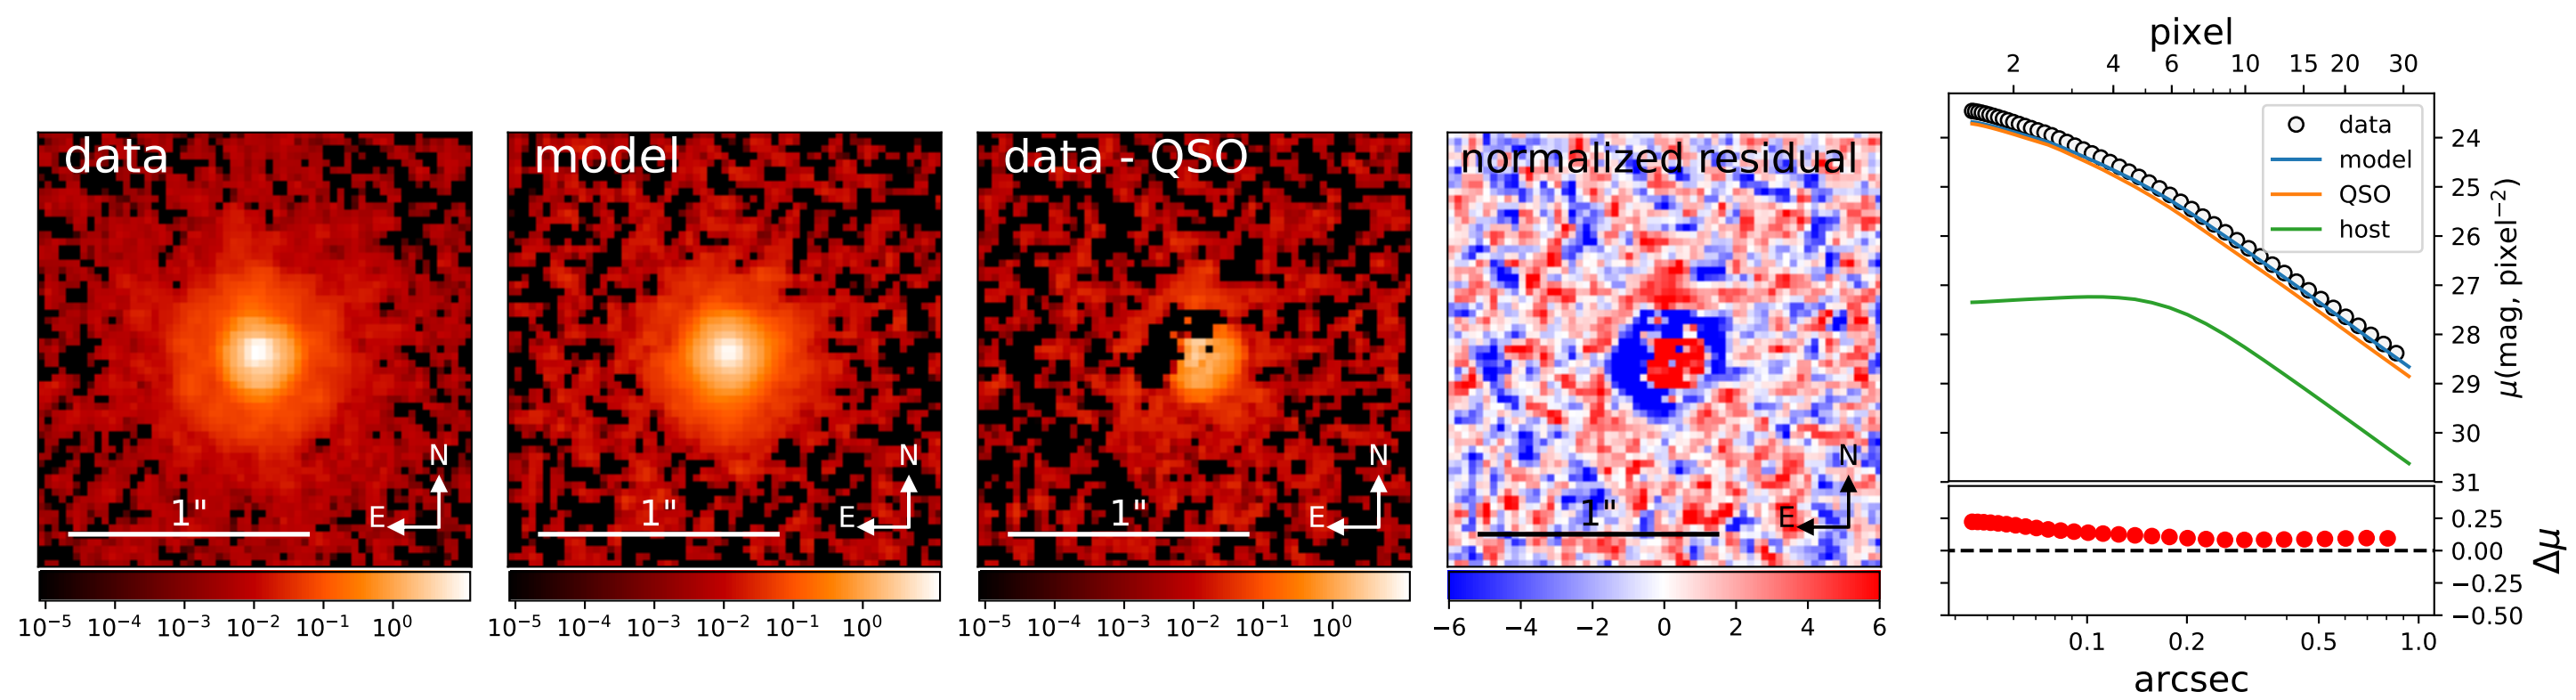 data
N
E
1"
10⁻⁵ 10⁻⁴ 10⁻³ 10⁻² 10⁻¹ 10⁰
model
N
E
1"
10⁻⁵ 10⁻⁴ 10⁻³ 10⁻² 10⁻¹ 10⁰
data - QSO
N
E
1"
10⁻⁵ 10⁻⁴ 10⁻³ 10⁻² 10⁻¹ 10⁰
normalized residual
N
E
1"
−6 −4 −2 0 2 4 6
pixel
2 4 6 10 15 20 30
data
model
QSO
host
24
25
26
27
28
29
30
31
μ(mag, pixel⁻²)
0.25
0.00
−0.25
−0.50
Δμ
0.1 0.2 0.5 1.0
arcsec